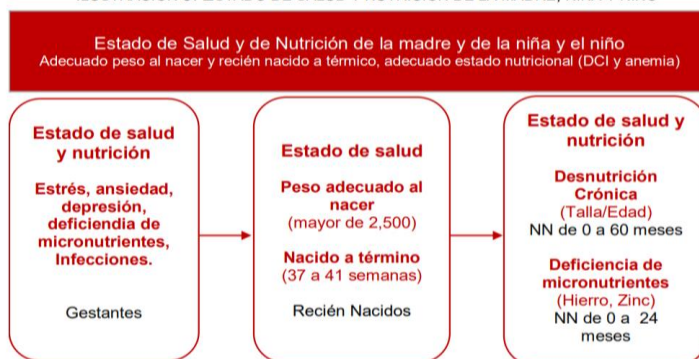 Estado de Salud y de Nutrición de la madre y de la niña y el niño
Adecuado peso al nacer y recién nacido a térmico, adecuado estado nutricional (DCI y anemia)
Estado de salud
y nutrición
Estrés, ansiedad,
depresión,
deficiendia de
micronutrientes,
Infecciones.
Gestantes
Estado de salud
Peso adecuado al
nacer
(mayor de 2,500)
Nacido a término
(37 a 41 semanas)
Recién Nacidos
Estado de salud y
nutrición
Desnutrición
Crónica
(Talla/Edad)
NN de 0 a 60 meses
Deficiencia de
micronutrientes
(Hierro, Zinc)
NN de 0 a 24
meses